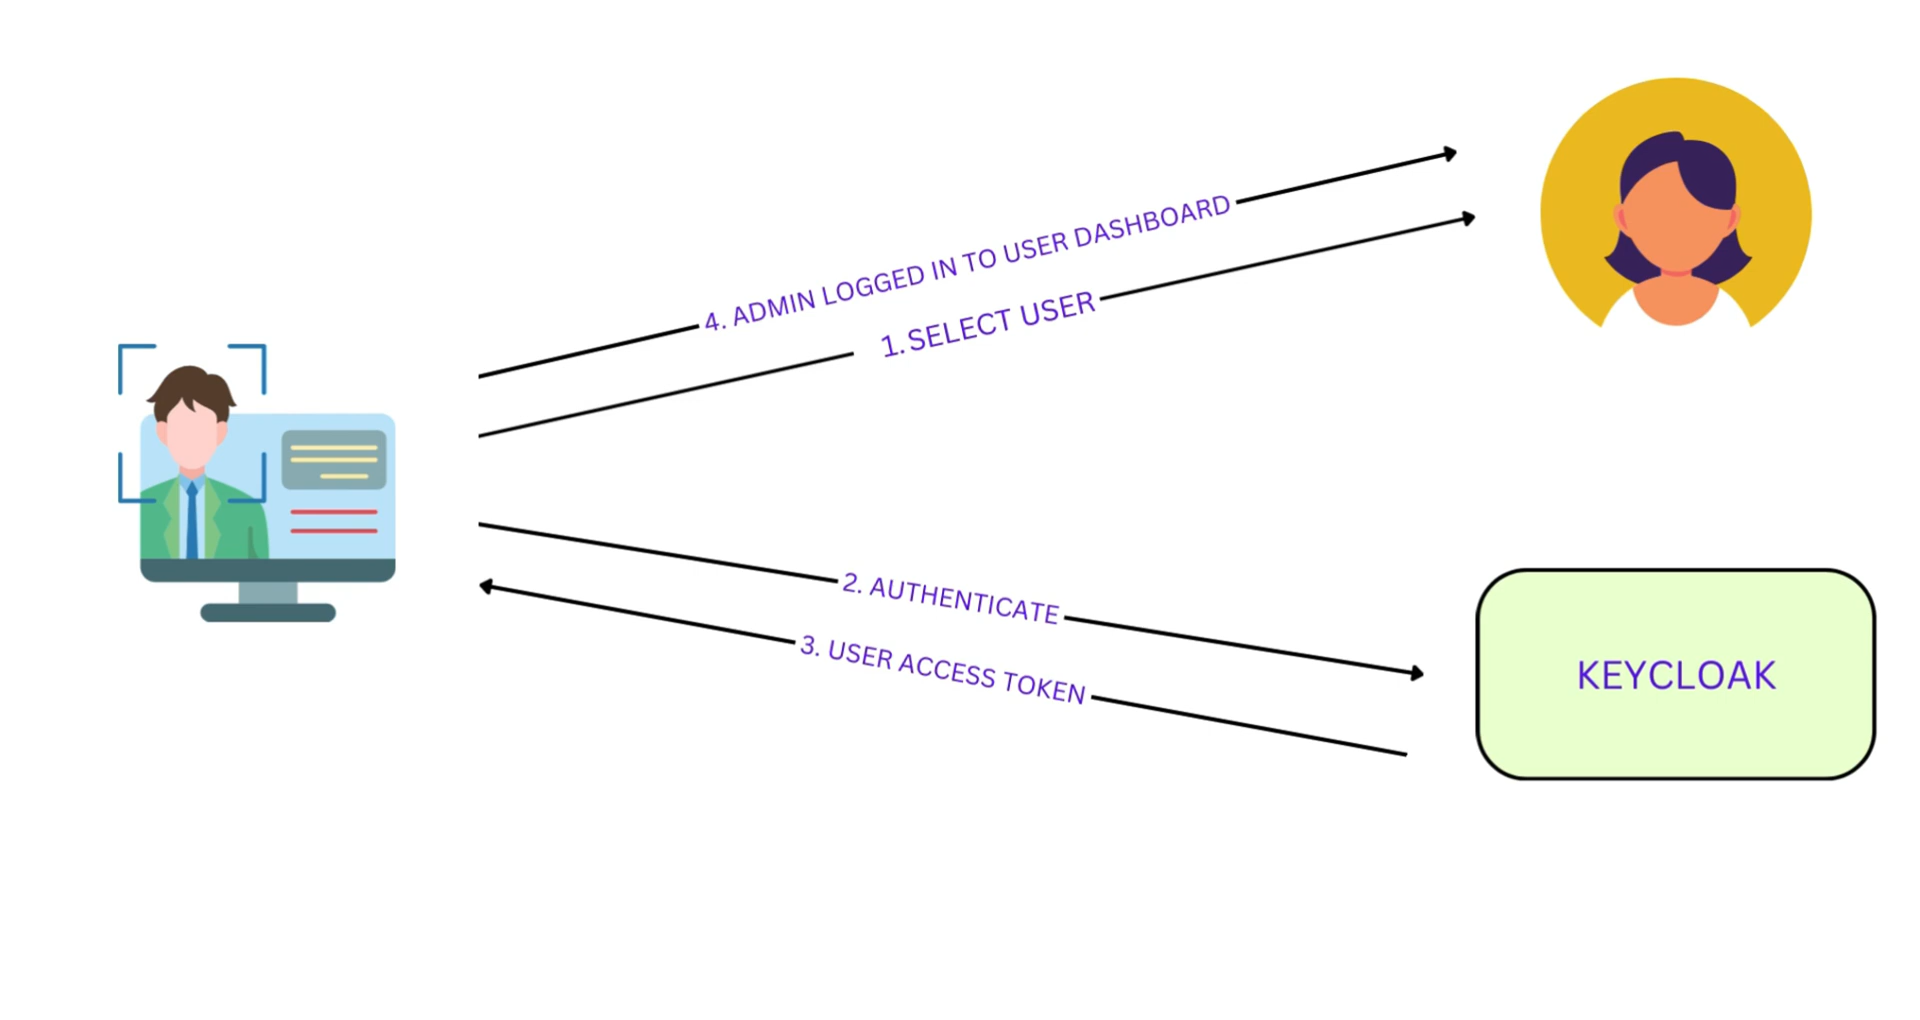 4. ADMIN LOGGED IN TO USER DASHBOARD
1. SELECT USER
2. AUTHENTICATE
3. USER ACCESS TOKEN
KEYCLOAK